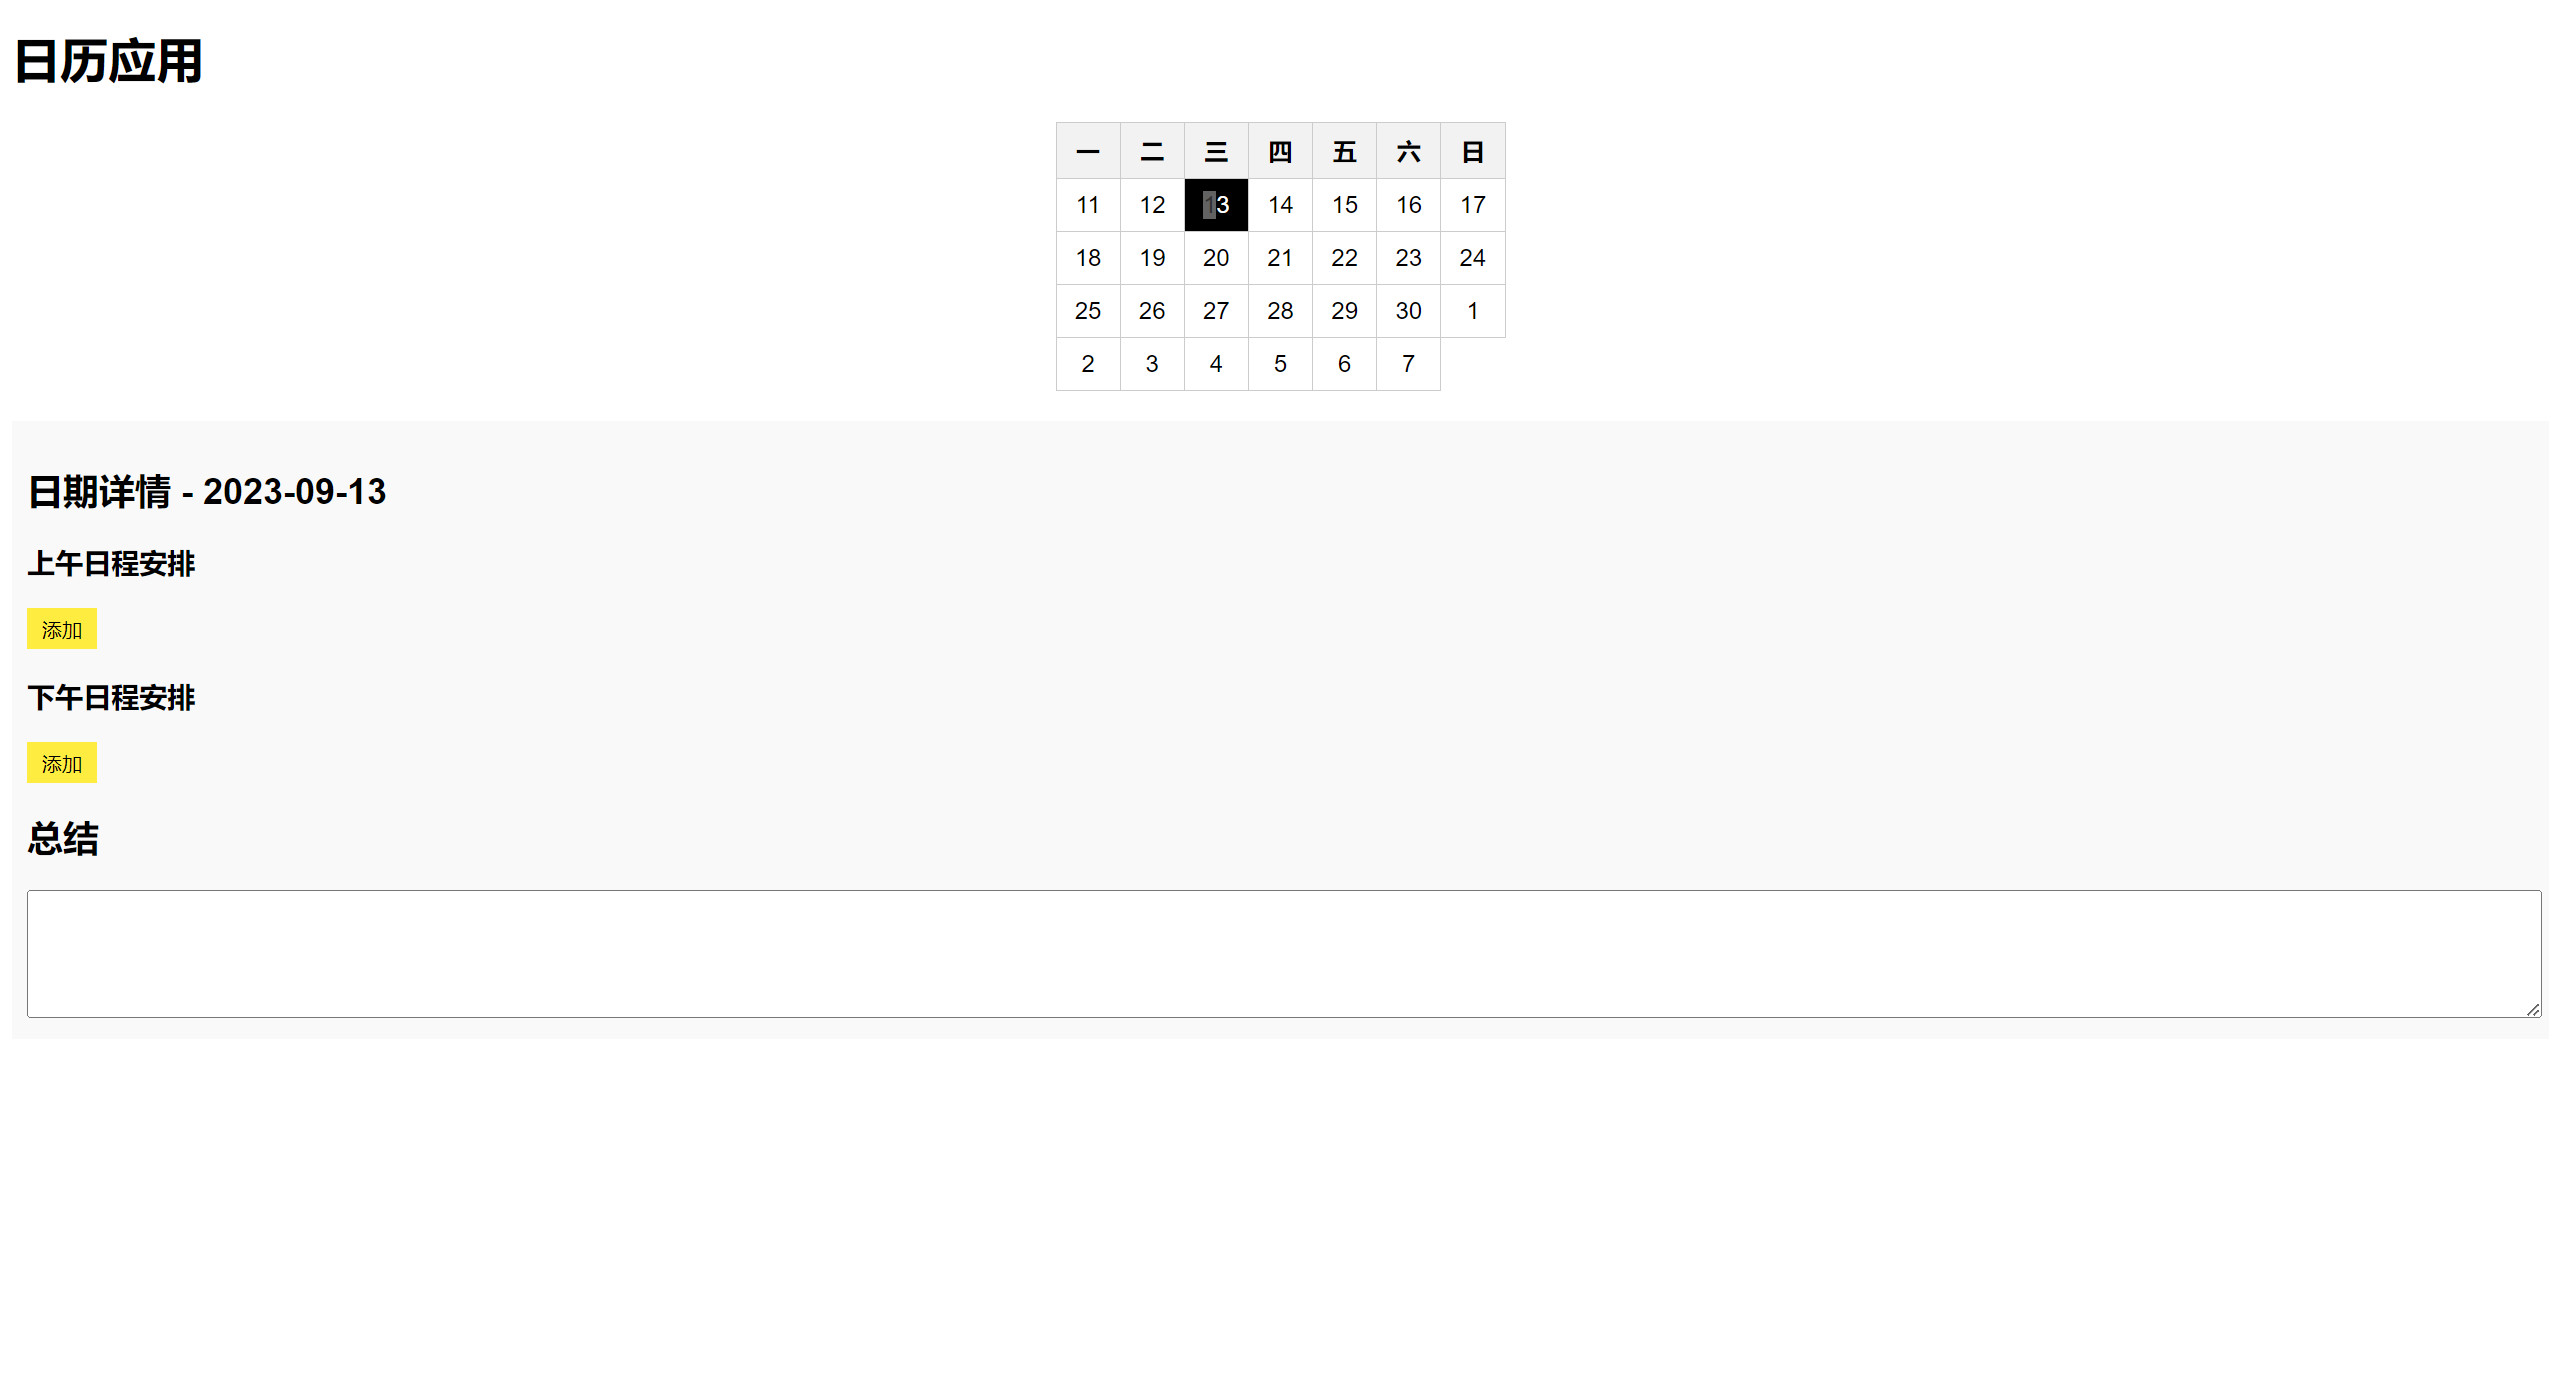 日历应用
一 二 三 四 五 六 日
11 12 13 14 15 16 17
18 19 20 21 22 23 24
25 26 27 28 29 30 1
2 3 4 5 6 7
日期详情 - 2023-09-13
上午日程安排
添加
下午日程安排
添加
总结